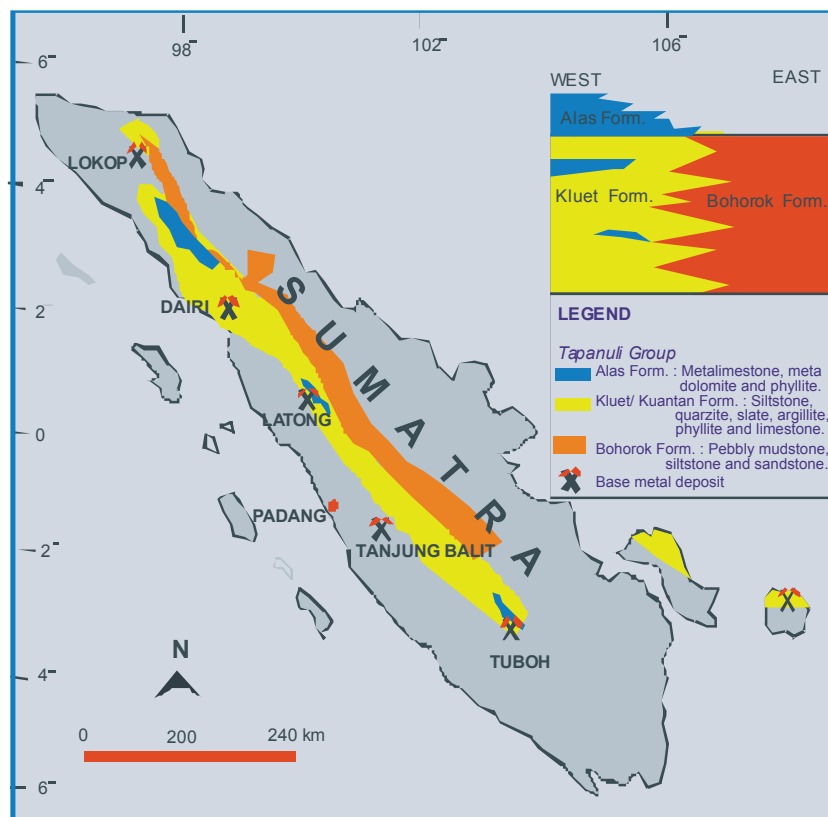 98-
102-
106-
6-
4-
2-
0
2-
4-
6-
WEST
EAST
Alas Form.
Kluet Form.
Bohorok Form.
LEGEND
Tapanuli Group
Alas Form. : Metalimestone, meta
dolomite and phyllite.
Kluet/ Kuantan Form. : Siltstone,
quarzite, slate, argillite,
phyllite and limestone.
Bohorok Form. : Pebbly mudstone,
siltstone and sandstone.
Base metal deposit
LOKOP
DAIRI
SUMATRA
LATONG
PADANG
TANJUNG BALIT
TUBOH
N
0
200
240 km